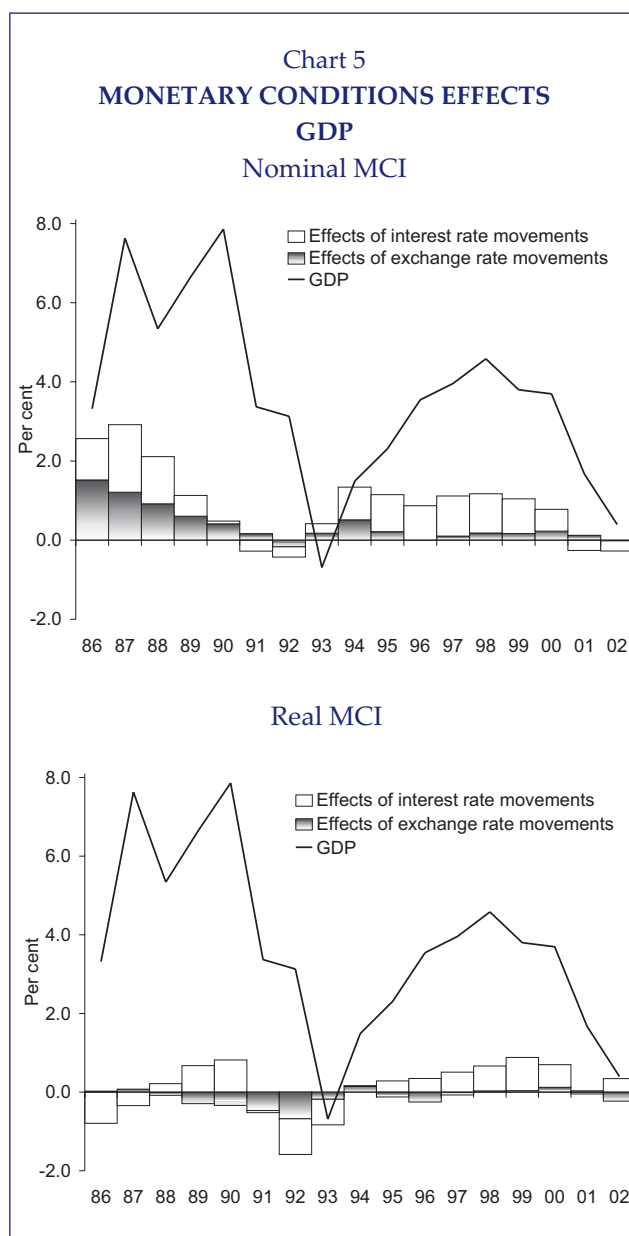 Chart 5
MONETARY CONDITIONS EFFECTS
GDP
Nominal MCI
8.0
6.0
4.0
2.0
0.0
-2.0
Per cent
Effects of interest rate movements
Effects of exchange rate movements
GDP
86 87 88 89 90 91 92 93 94 95 96 97 98 99 00 01 02
Real MCI
8.0
6.0
4.0
2.0
0.0
-2.0
Per cent
Effects of interest rate movements
Effects of exchange rate movements
GDP
86 87 88 89 90 91 92 93 94 95 96 97 98 99 00 01 02